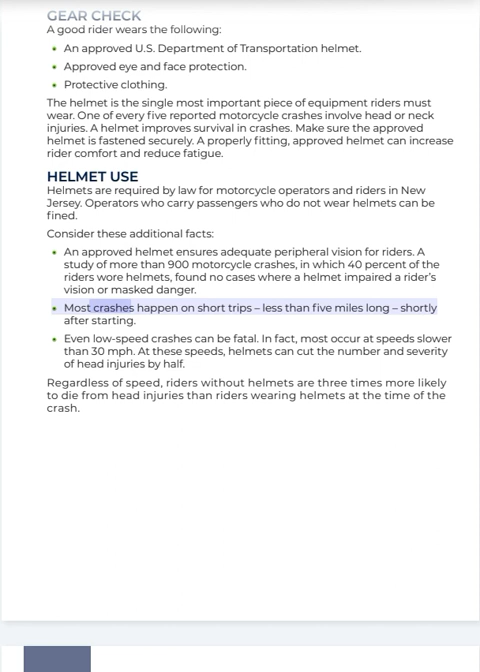 GEAR CHECK
A good rider wears the following:
• An approved U.S. Department of Transportation helmet.
• Approved eye and face protection.
• Protective clothing.
The helmet is the single most important piece of equipment riders must
wear. One of every five reported motorcycle crashes involve head or neck
injuries. A helmet improves survival in crashes. Make sure the approved
helmet is fastened securely. A properly fitting, approved helmet can increase
rider comfort and reduce fatigue.
HELMET USE
Helmets are required by law for motorcycle operators and riders in New
Jersey. Operators who carry passengers who do not wear helmets can be
fined.
Consider these additional facts:
• An approved helmet ensures adequate peripheral vision for riders. A
study of more than 900 motorcycle crashes, in which 40 percent of the
riders wore helmets, found no cases where a helmet impaired a rider’s
vision or masked danger.
• Most crashes happen on short trips – less than five miles long – shortly
after starting.
• Even low-speed crashes can be fatal. In fact, most occur at speeds slower
than 30 mph. At these speeds, helmets can cut the number and severity
of head injuries by half.
Regardless of speed, riders without helmets are three times more likely
to die from head injuries than riders wearing helmets at the time of the
crash.